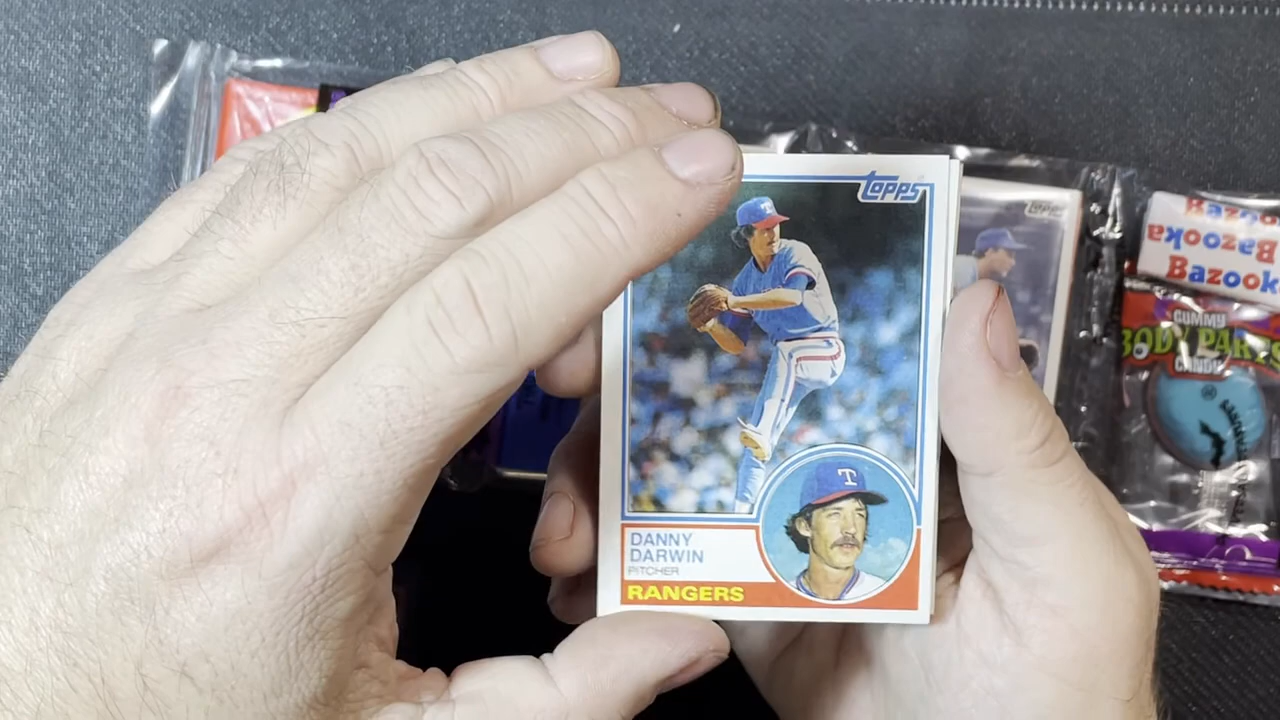 Topps
T
T
DANNY
DARWIN
PITCHER
RANGERS
Topps
Bazooka
Bazooka
Bazooka
GUMMY
BODY PARTS
CANDY